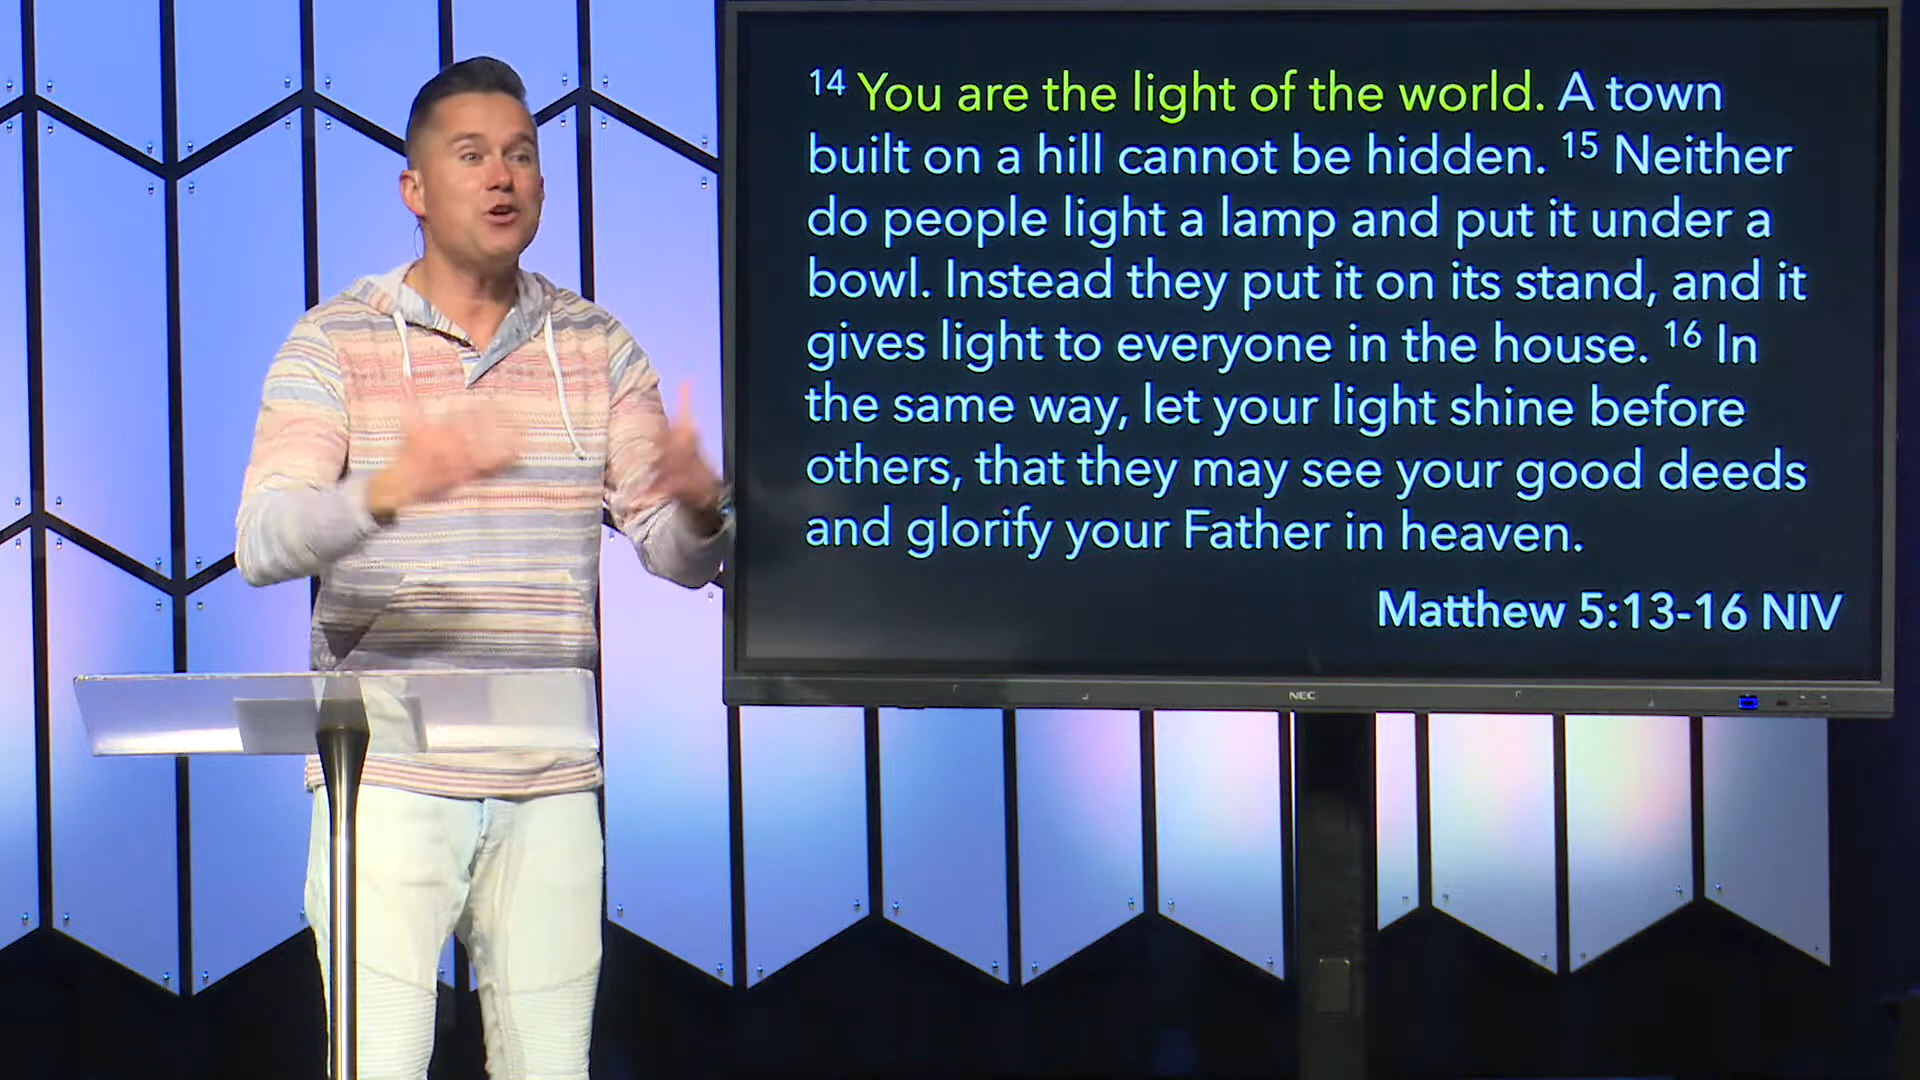 14 You are the light of the world. A town
built on a hill cannot be hidden. 15 Neither
do people light a lamp and put it under a
bowl. Instead they put it on its stand, and it
gives light to everyone in the house. 16 In
the same way, let your light shine before
others, that they may see your good deeds
and glorify your Father in heaven.
Matthew 5:13-16 NIV
NEC